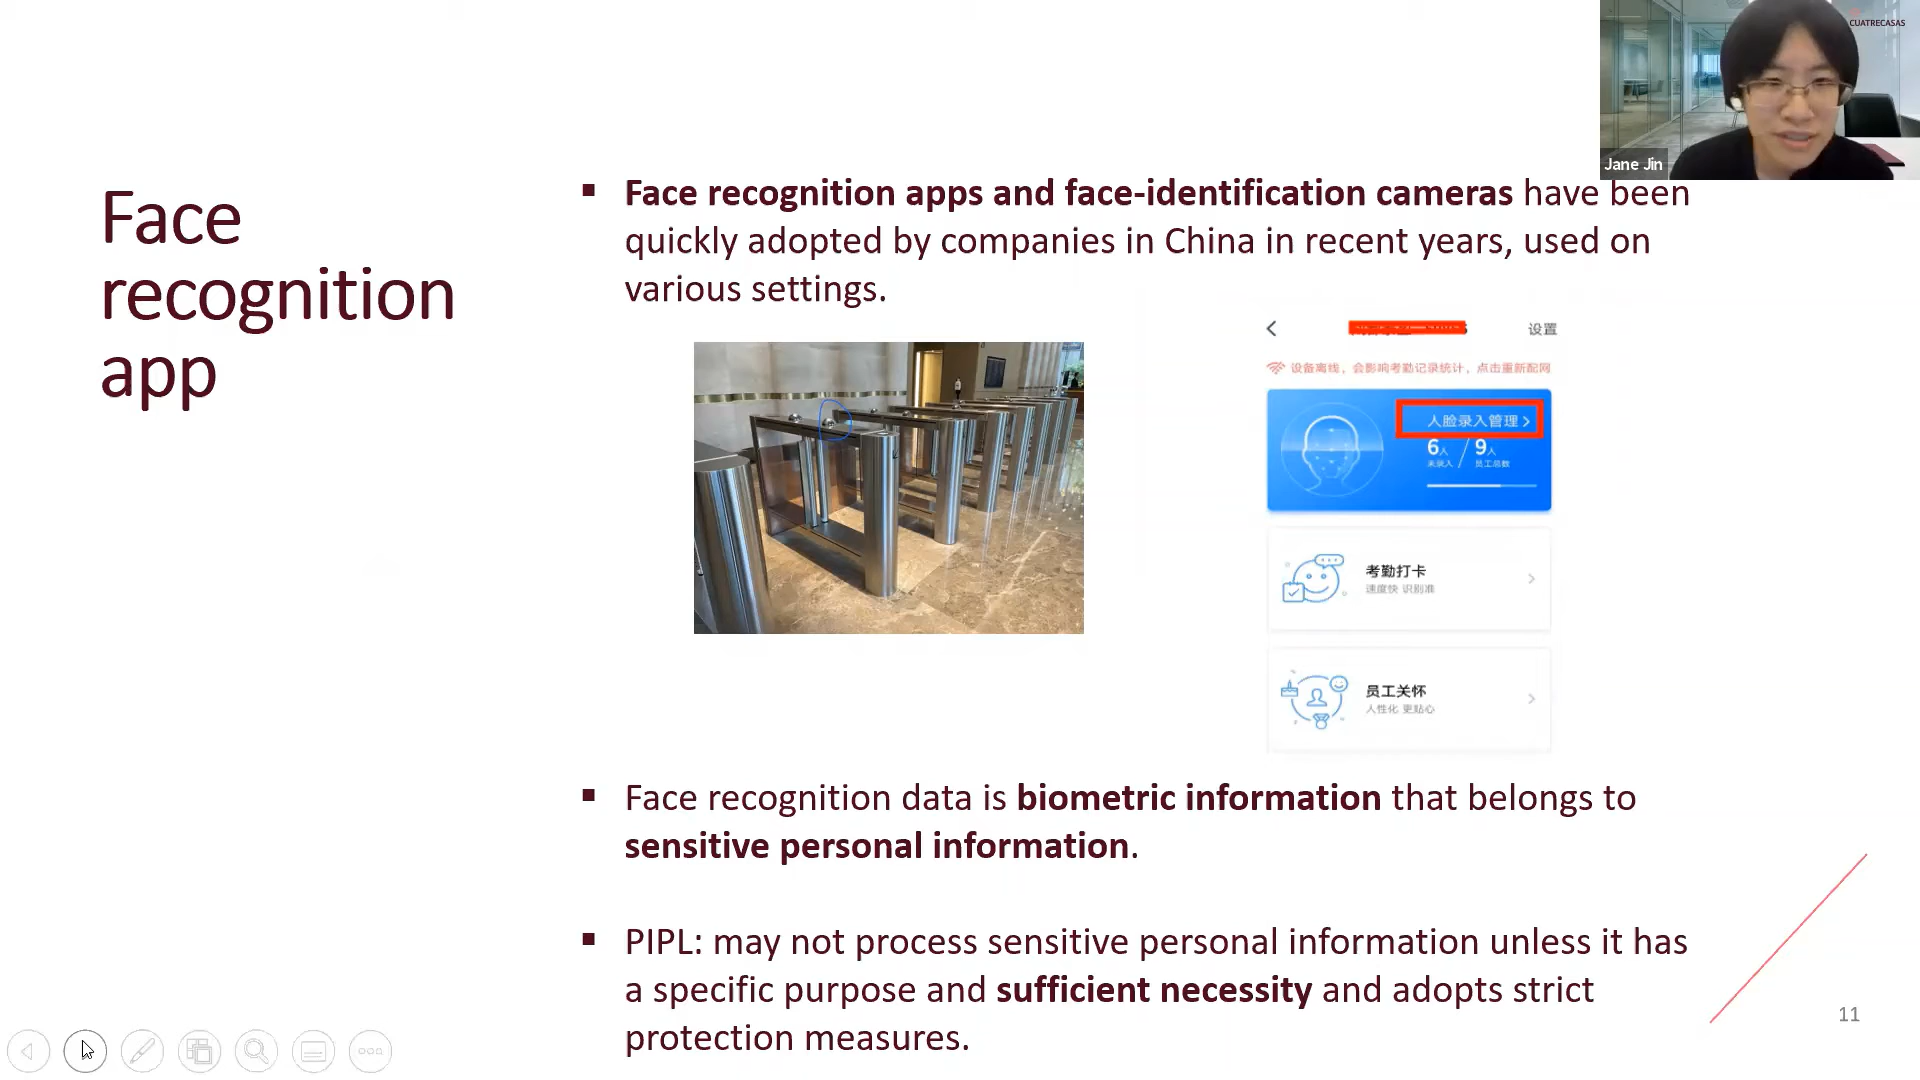 CUATRECASAS
Jane Jin
Face
recognition
app
▪ Face recognition apps and face-identification cameras have been
quickly adopted by companies in China in recent years, used on
various settings.
设置
设备离线，会影响考勤记录统计，点击重新配网
人脸录入管理
6人 / 9人
未录入 员工总数
考勤打卡
速度快 识别准
员工关怀
人性化 更贴心
▪ Face recognition data is biometric information that belongs to
sensitive personal information.
▪ PIPL: may not process sensitive personal information unless it has
a specific purpose and sufficient necessity and adopts strict
protection measures.
11